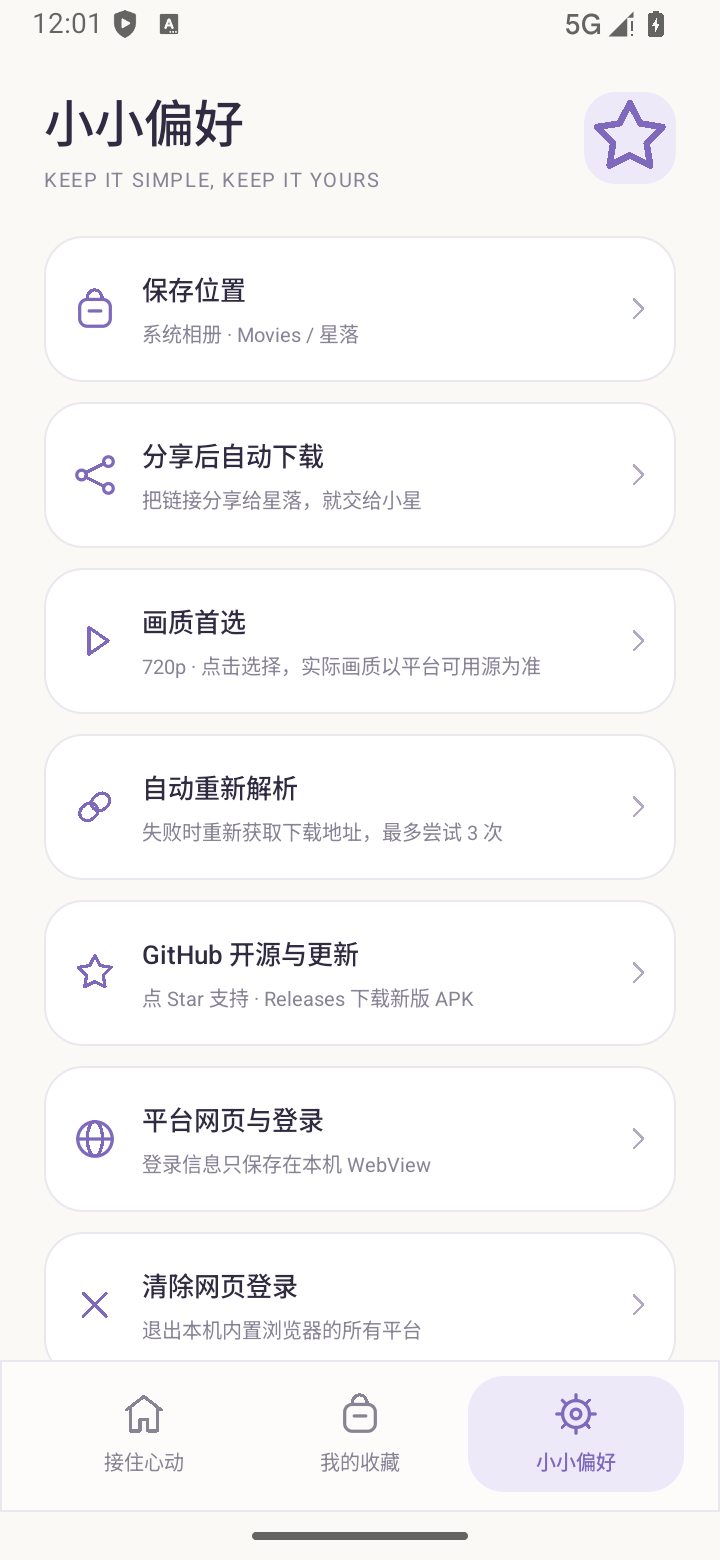 12:01
5G
小小偏好
KEEP IT SIMPLE, KEEP IT YOURS
保存位置
系统相册 · Movies / 星落
分享后自动下载
把链接分享给星落，就交给小星
画质首选
720p · 点击选择，实际画质以平台可用源为准
自动重新解析
失败时重新获取下载地址，最多尝试 3 次
GitHub 开源与更新
点 Star 支持 · Releases 下载新版 APK
平台网页与登录
登录信息只保存在本机 WebView
清除网页登录
退出本机内置浏览器的所有平台
接住心动
我的收藏
小小偏好